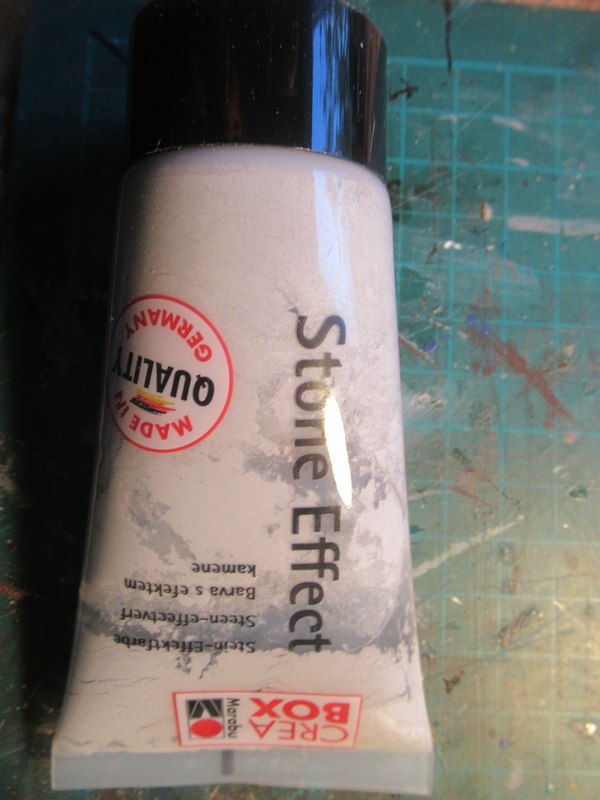 Stone Effect
MADE IN
QUALITY
GERMANY
Stein-Effektfarbe
Steen-effectverf
Barva s efektem
kamene
CREA
BOX
Marabu